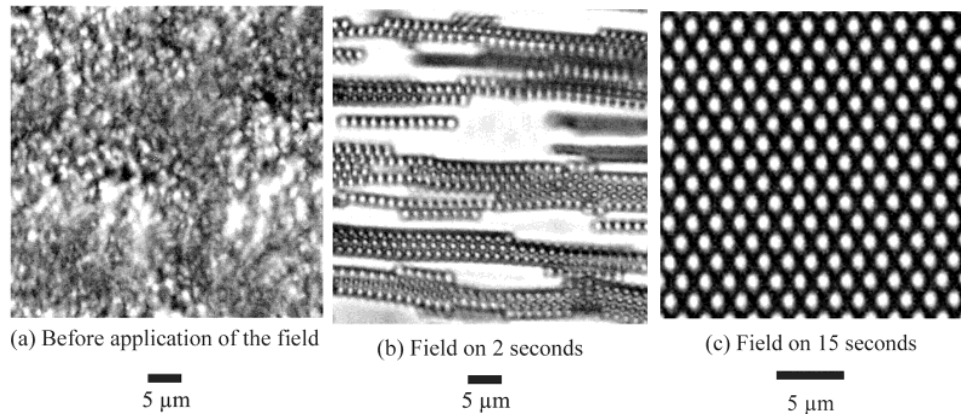 (a) Before application of the field
(b) Field on 2 seconds
(c) Field on 15 seconds
5 μm
5 μm
5 μm